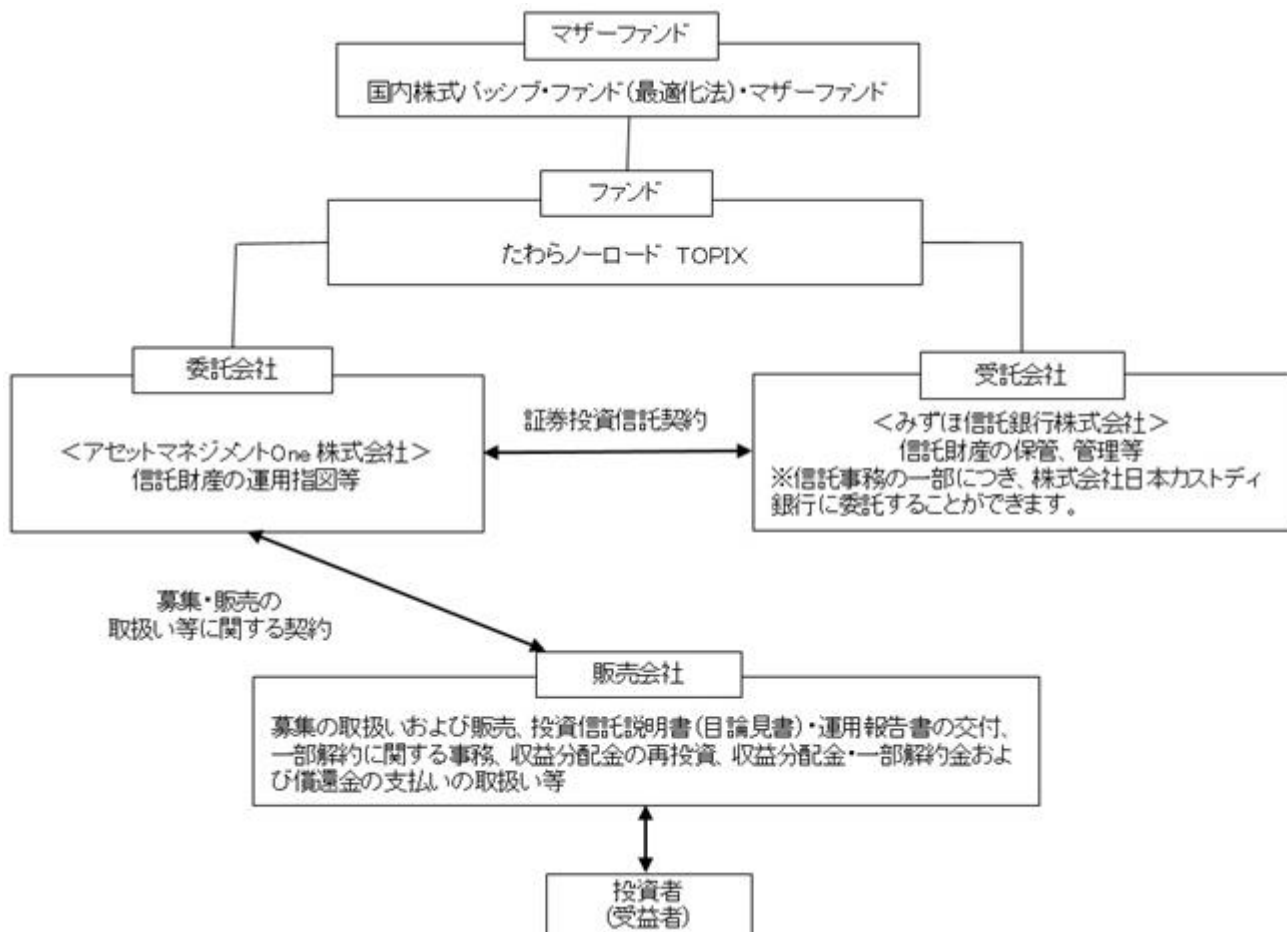 マザーファンド
国内株式パッシブ・ファンド(最適化法)・マザーファンド
ファンド
たわらノーロード TOPIX
委託会社
<アセットマネジメントOne 株式会社>
信託財産の運用指図等
証券投資信託契約
受託会社
<みずほ信託銀行株式会社>
信託財産の保管、管理等
※信託事務の一部につき、株式会社日本カストディ
銀行に委託することができます。
募集・販売の
取扱い等に関する契約
販売会社
募集の取扱いおよび販売、投資信託説明書(目論見書)・運用報告書の交付、
一部解約に関する事務、収益分配金の再投資、収益分配金・一部解約金およ
び償還金の支払いの取扱い等
投資者
(受益者)